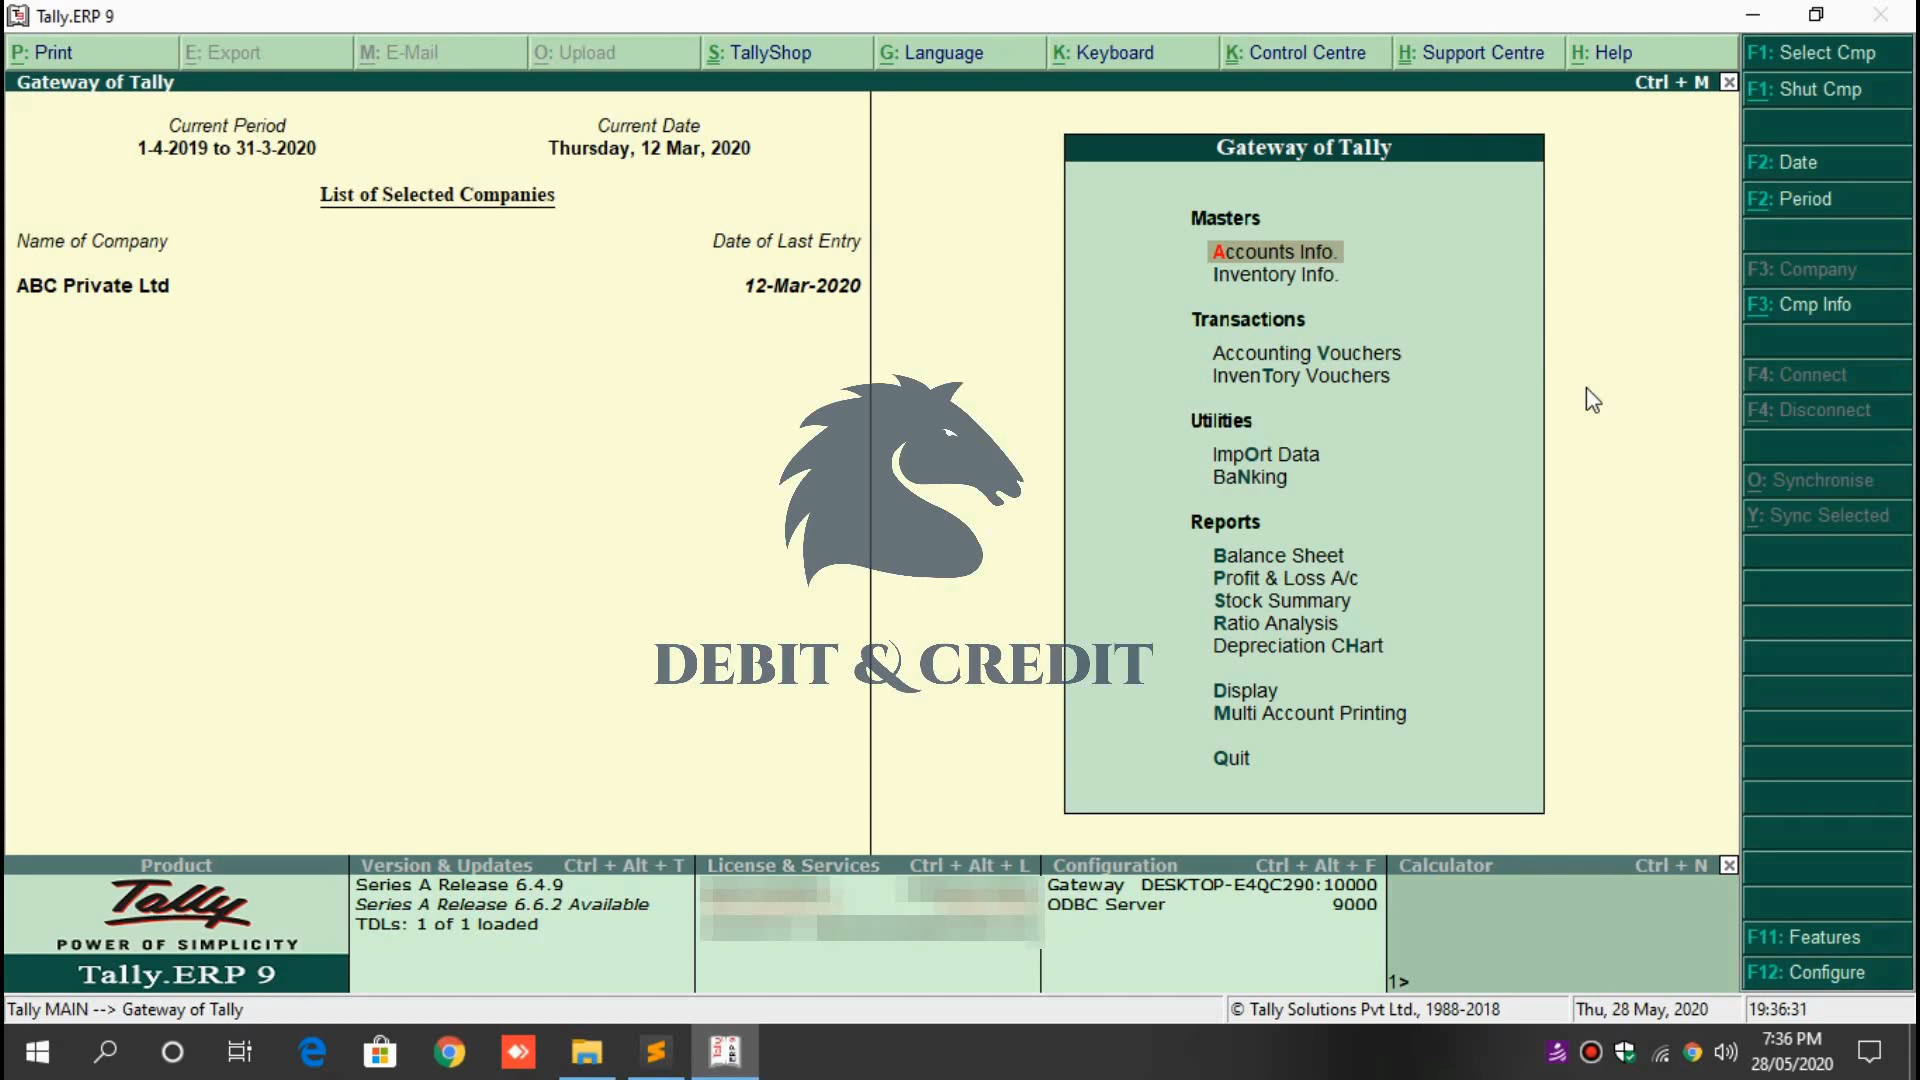 Tally.ERP 9
P: Print
E: Export
M: E-Mail
O: Upload
S: TallyShop
G: Language
K: Keyboard
K: Control Centre
H: Support Centre
H: Help
Gateway of Tally
Ctrl + M
Current Period
1-4-2019 to 31-3-2020
Current Date
Thursday, 12 Mar, 2020
List of Selected Companies
Name of Company
Date of Last Entry
ABC Private Ltd
12-Mar-2020
Gateway of Tally
Masters
Accounts Info.
Inventory Info.
Transactions
Accounting Vouchers
InvenTory Vouchers
Utilities
ImpOrt Data
BaNking
Reports
Balance Sheet
Profit & Loss A/c
Stock Summary
Ratio Analysis
Depreciation CHart
Display
Multi Account Printing
Quit
DEBIT & CREDIT
F1: Select Cmp
F1: Shut Cmp
F2: Date
F2: Period
F3: Company
F3: Cmp Info
F4: Connect
F4: Disconnect
O: Synchronise
Y: Sync Selected
F11: Features
F12: Configure
Product
Tally
POWER OF SIMPLICITY
Tally.ERP 9
Version & Updates Ctrl + Alt + T
Series A Release 6.4.9
Series A Release 6.6.2 Available
TDLs: 1 of 1 loaded
License & Services Ctrl + Alt + L
Configuration Ctrl + Alt + F
Gateway DESKTOP-E4QC290:10000
ODBC Server 9000
Calculator Ctrl + N
1>
Tally MAIN --> Gateway of Tally
© Tally Solutions Pvt Ltd., 1988-2018
Thu, 28 May, 2020
19:36:31
7:36 PM
28/05/2020